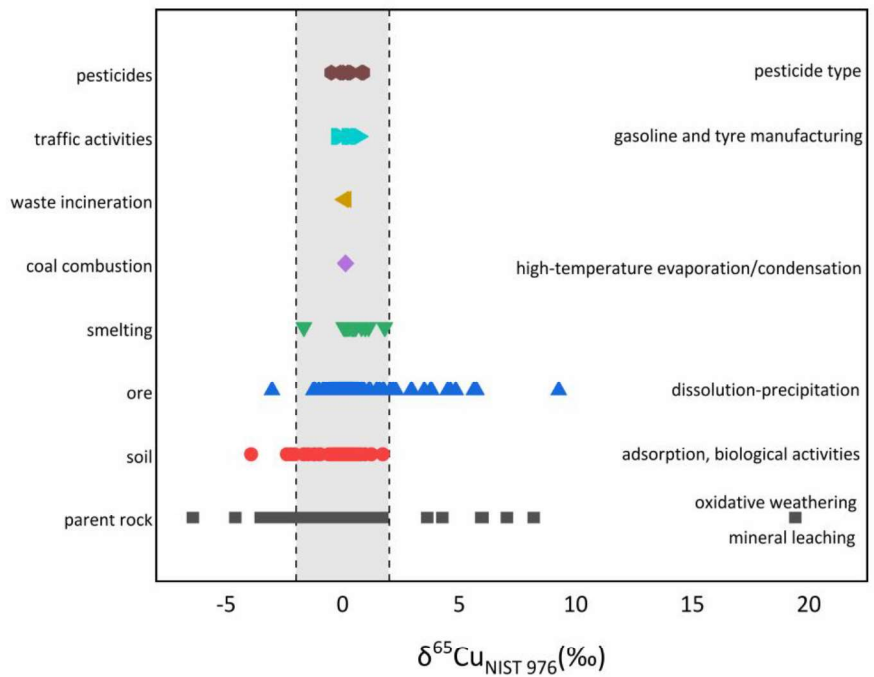 pesticides pesticide type
traffic activities gasoline and tyre manufacturing
waste incineration
coal combustion high-temperature evaporation/condensation
smelting
ore dissolution-precipitation
soil adsorption, biological activities
oxidative weathering
parent rock
mineral leaching
-5 0 5 10 15 20
δ⁶⁵Cu_NIST 976(‰)